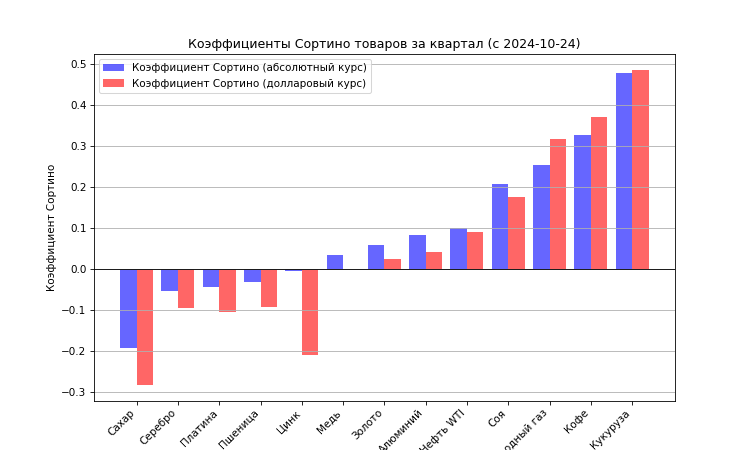 Коэффициенты Сортино товаров за квартал (с 2024-10-24)
Коэффициент Сортино (абсолютный курс)
Коэффициент Сортино (долларовый курс)
Коэффициент Сортино
0.5
0.4
0.3
0.2
0.1
0.0
−0.1
−0.2
−0.3
Сахар
Серебро
Платина
Пшеница
Цинк
Медь
Золото
Алюминий
Нефть WTI
Соя
газ
Кофе
Кукуруза